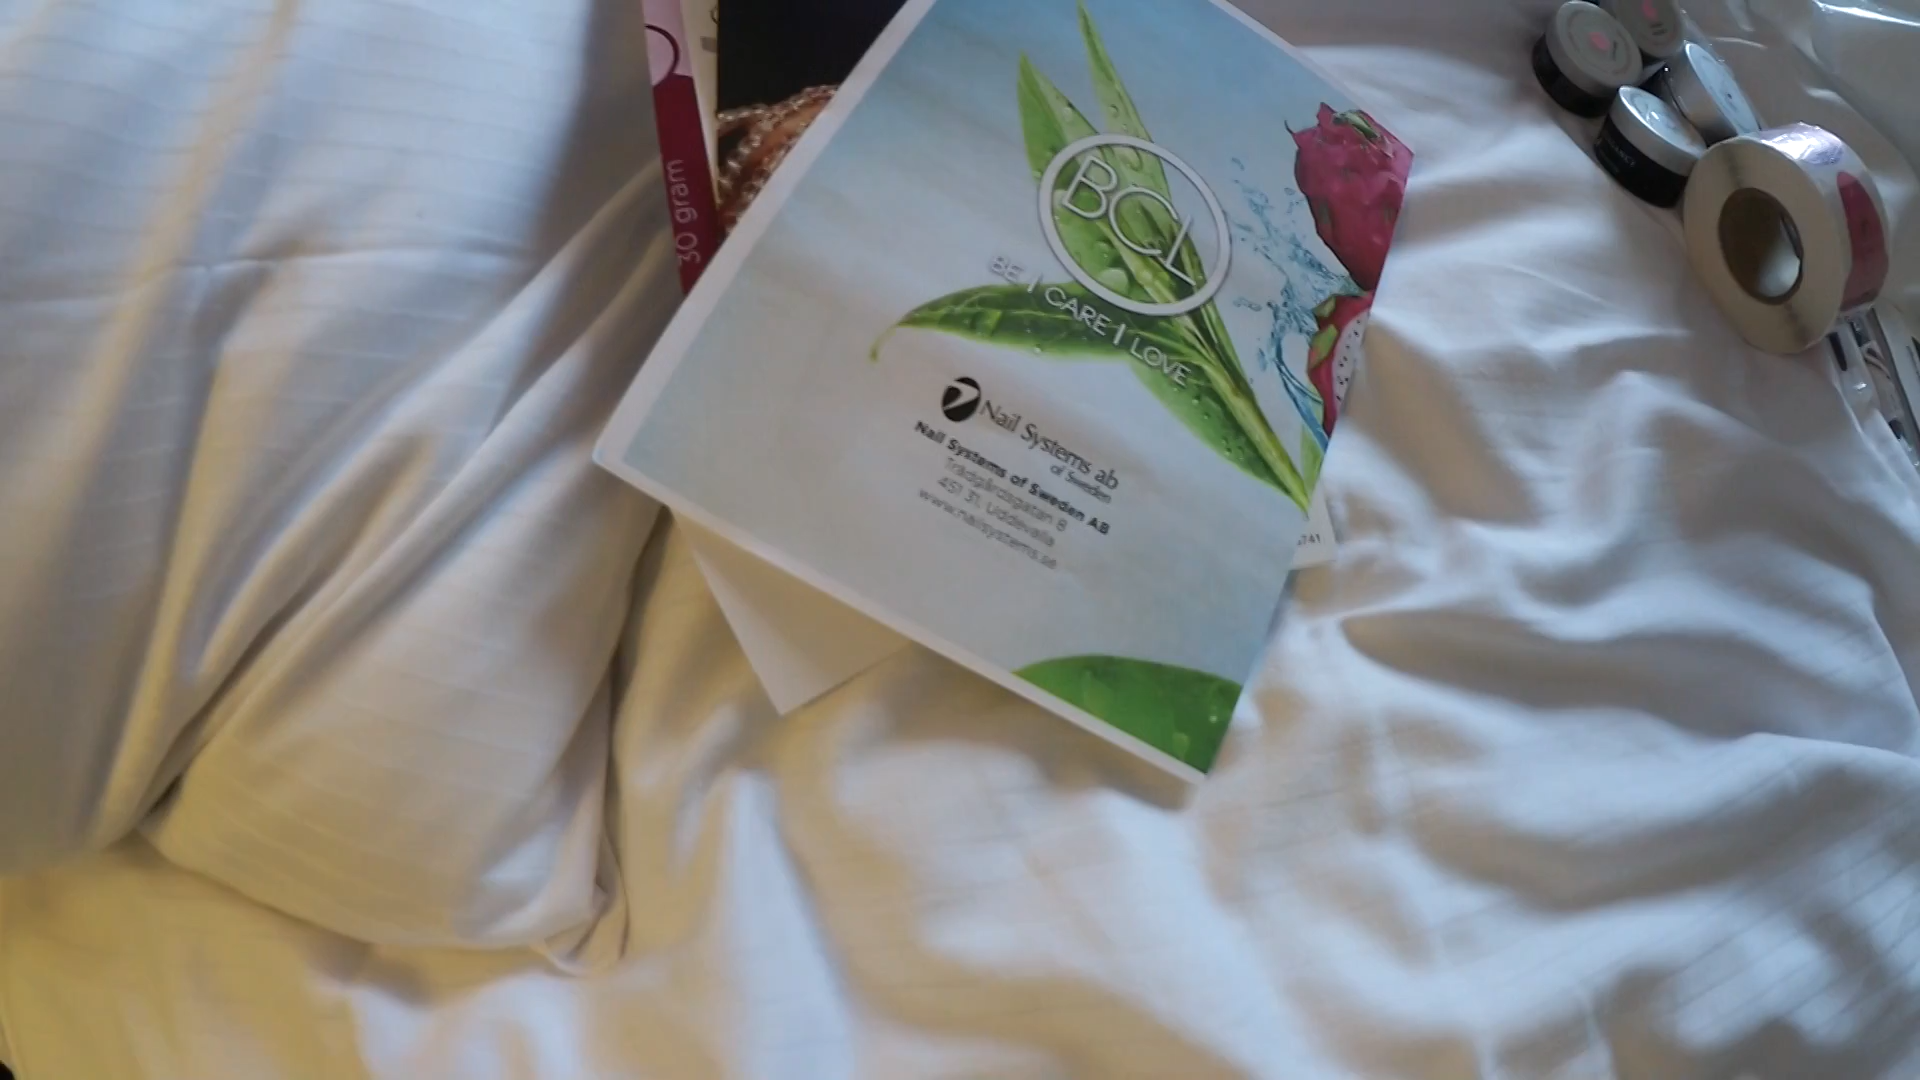 BCL
BE | CARE | LOVE
Nail Systems ab
of Sweden
Nail Systems of Sweden AB
Trädgårdsgatan 8
451 31, Uddevalla
www.nailsystems.se
30 gram